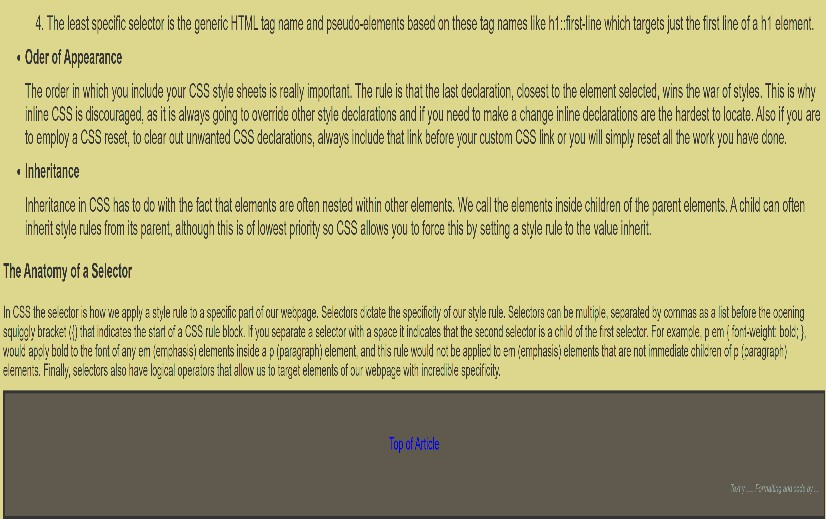 4. The least specific selector is the generic HTML tag name and pseudo-elements based on these tag names like h1::first-line which targets just the first line of a h1 element.
• Oder of Appearance
The order in which you include your CSS style sheets is really important. The rule is that the last declaration, closest to the element selected, wins the war of styles. This is why
inline CSS is discouraged, as it is always going to override other style declarations and if you need to make a change inline declarations are the hardest to locate. Also if you are
to employ a CSS reset, to clear out unwanted CSS declarations, always include that link before your custom CSS link or you will simply reset all the work you have done.
• Inheritance
Inheritance in CSS has to do with the fact that elements are often nested within other elements. We call the elements inside children of the parent elements. A child can often
inherit style rules from its parent, although this is of lowest priority so CSS allows you to force this by setting a style rule to the value inherit.
The Anatomy of a Selector
In CSS the selector is how we apply a style rule to a specific part of our webpage. Selectors dictate the specificity of our style rule. Selectors can be multiple, separated by commas as a list before the opening
squiggly bracket ({) that indicates the start of a CSS rule block. If you separate a selector with a space it indicates that the second selector is a child of the first selector. For example, p em { font-weight: bold; },
would apply bold to the font of any em (emphasis) elements inside a p (paragraph) element, and this rule would not be applied to em (emphasis) elements that are not immediate children of p (paragraph)
elements. Finally, selectors also have logical operators that allow us to target elements of our webpage with incredible specificity.
Top of Article
Formatting and code by ...